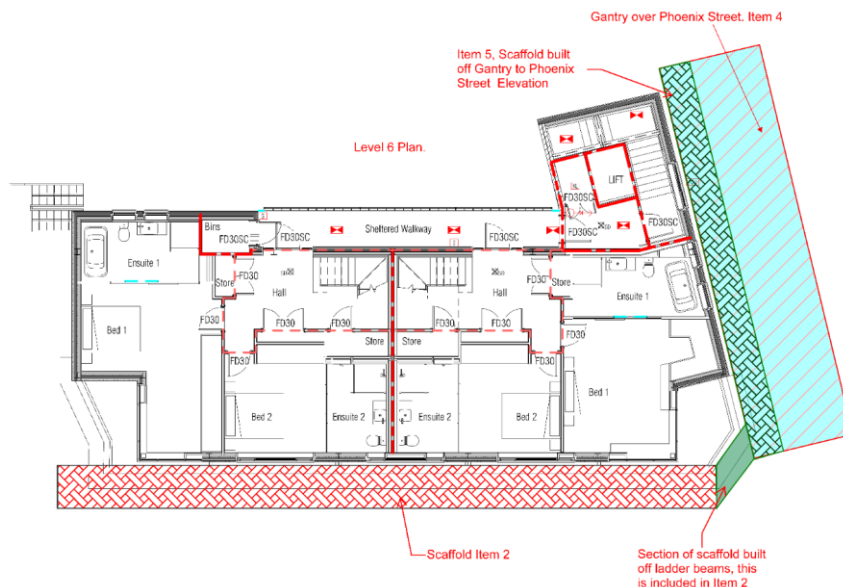 Gantry over Phoenix Street. Item 4
Item 5, Scaffold built
off Gantry to Phoenix
Street Elevation
Level 6 Plan.
LIFT
FD30SC
Bins
Sheltered Walkway
FD30SC
FD30SC
FD30SC
FD30SC
FD30SC
Ensuite 1
Store
FD30
Hall
Hall
FD30
Store
Ensuite 1
Bed 1
FD30
FD30
FD30
FD30
FD30
FD30
Store
Store
FD30
FD30
Bed 1
Bed 2
Ensuite 2
Ensuite 2
Bed 2
Scaffold Item 2
Section of scaffold built
off ladder beams, this
is included in Item 2